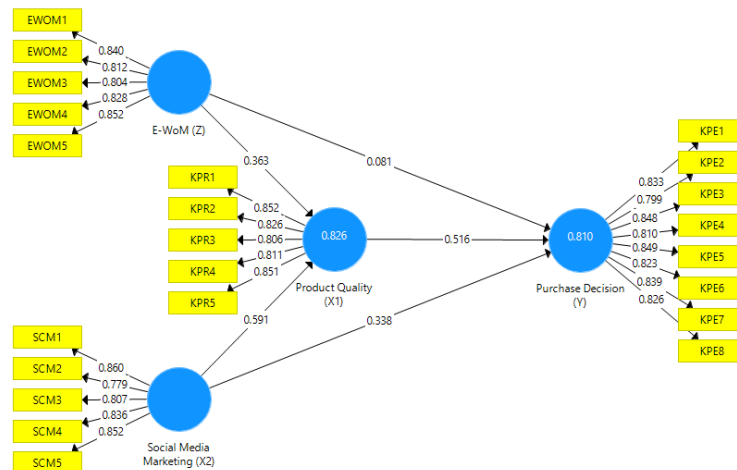 EWOM1
EWOM2
EWOM3
EWOM4
EWOM5
0.840
0.812
0.804
0.828
0.852
E-WoM (Z)
0.363
0.081
KPR1
KPR2
KPR3
KPR4
KPR5
0.852
0.826
0.806
0.811
0.851
0.826
Product Quality
(X1)
0.516
0.591
0.338
SCM1
SCM2
SCM3
SCM4
SCM5
0.860
0.779
0.807
0.836
0.852
Social Media
Marketing (X2)
0.810
Purchase Decision
(Y)
0.833
0.799
0.848
0.810
0.849
0.823
0.839
0.826
KPE1
KPE2
KPE3
KPE4
KPE5
KPE6
KPE7
KPE8